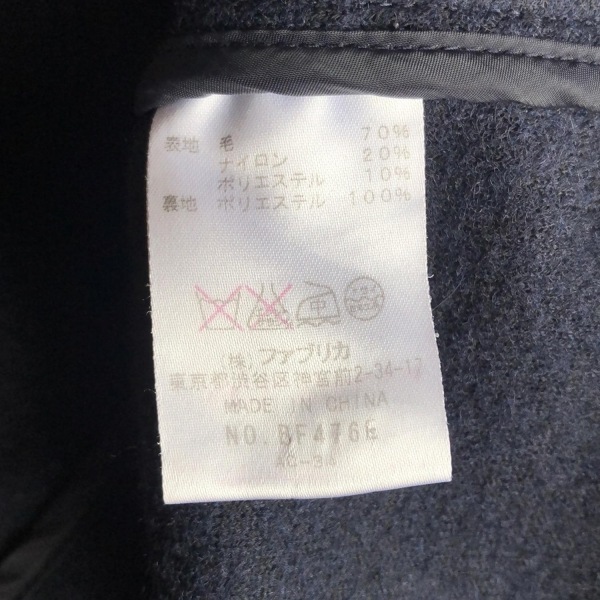 表地 毛 70%
ナイロン 20%
ポリエステル 10%
裏地 ポリエステル 100%
中
(株)ファブリカ
東京都渋谷区神宮前2-34-17
MADE IN CHINA
NO.BF476E